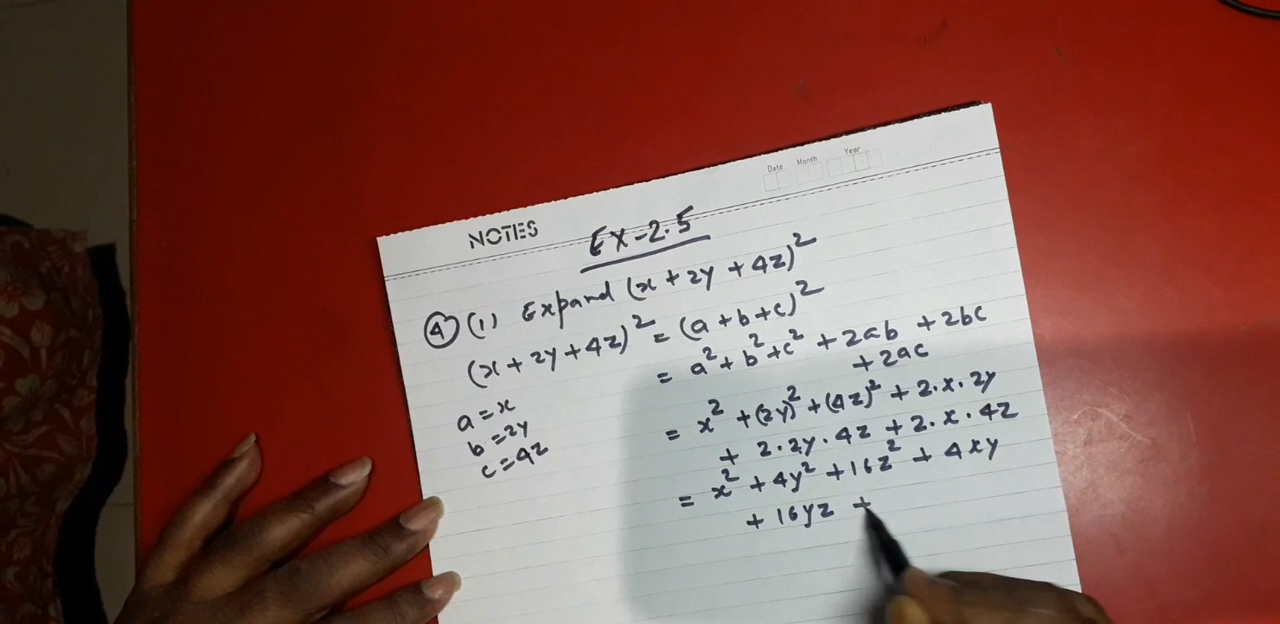 Date Month Year
NOTES
EX-2.5
④ (1) Expand (x + 2y + 4z)²
(x + 2y + 4z)² = (a + b + c)²
= a² + b² + c² + 2ab + 2bc
+ 2ac
a = x
b = 2y
c = 4z
= x² + (2y)² + (4z)² + 2.x.2y
+ 2.2y.4z + 2.x.4z
= x² + 4y² + 16z² + 4xy
+ 16yz +